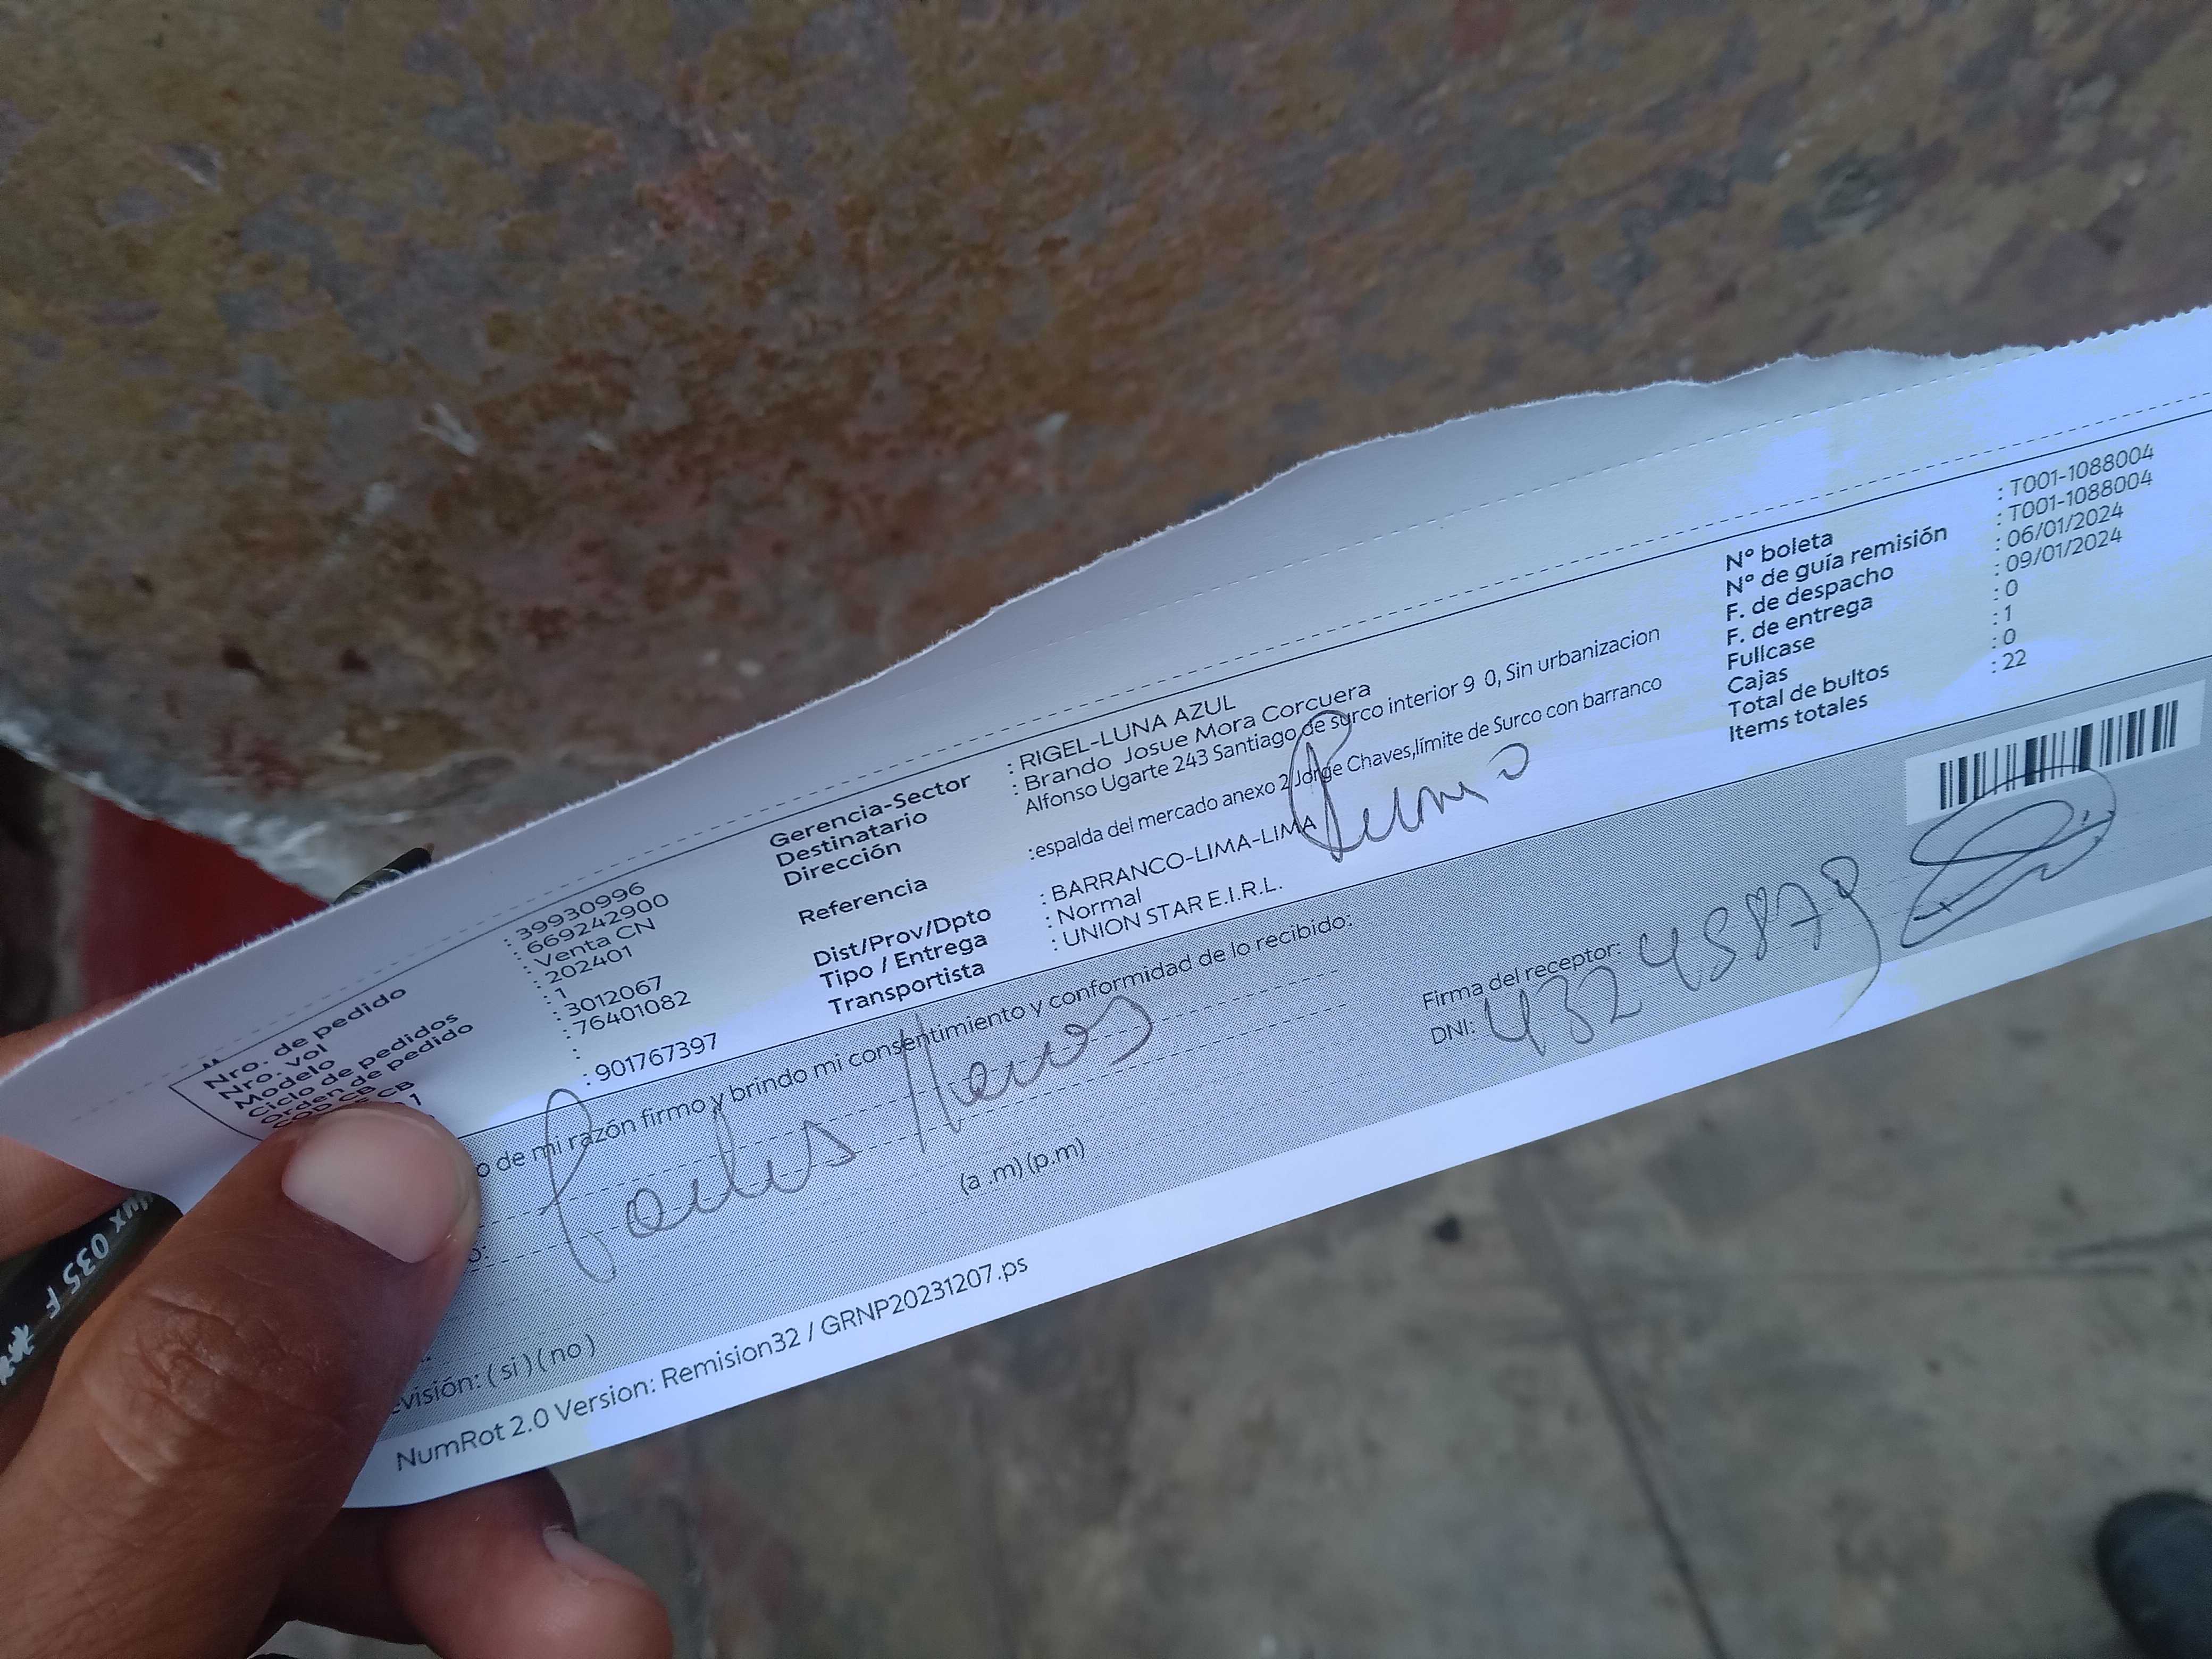 Nro. de pedido : 39930996
Nro. vol : 669242900
Modelo : Venta CN
Ciclo de pedidos : 202401
Orden de pedido : 1
COD CB : 3012067
CB : 76401082
1 :
: 901767397
Gerencia-Sector : RIGEL-LUNA AZUL
Destinatario : Brando Josue Mora Corcuera
Dirección : Alfonso Ugarte 243 Santiago de surco interior 9 0, Sin urbanizacion
Referencia :espalda del mercado anexo 2 Jorge Chaves,límite de Surco con barranco
Dist/Prov/Dpto : BARRANCO-LIMA-LIMA
Tipo / Entrega : Normal
Transportista : UNION STAR E.I.R.L.
N° boleta : T001-1088004
N° de guía remisión : T001-1088004
F. de despacho : 06/01/2024
F. de entrega : 09/01/2024
Fullcase : 0
Cajas : 1
Total de bultos : 0
Items totales : 22
o de mi razón firmo y brindo mi consentimiento y conformidad de lo recibido:
o:
(a .m) (p.m)
Firma del receptor:
DNI: 43245879
evisión: ( si ) ( no )
NumRot 2.0 Version: Remision32 / GRNP20231207.ps
lux 035 F